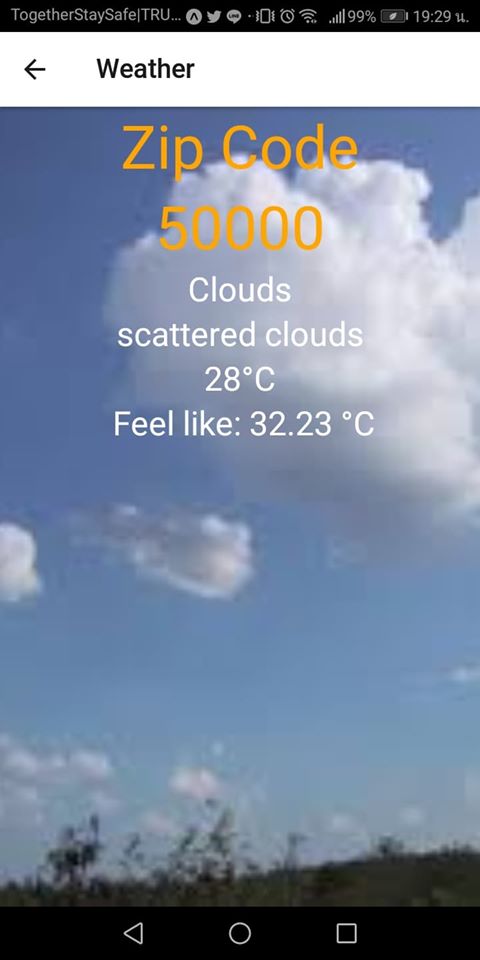 TogetherStaySafe|TRU... 99% 19:29 น.
Weather
Zip Code
50000
Clouds
scattered clouds
28°C
Feel like: 32.23 °C